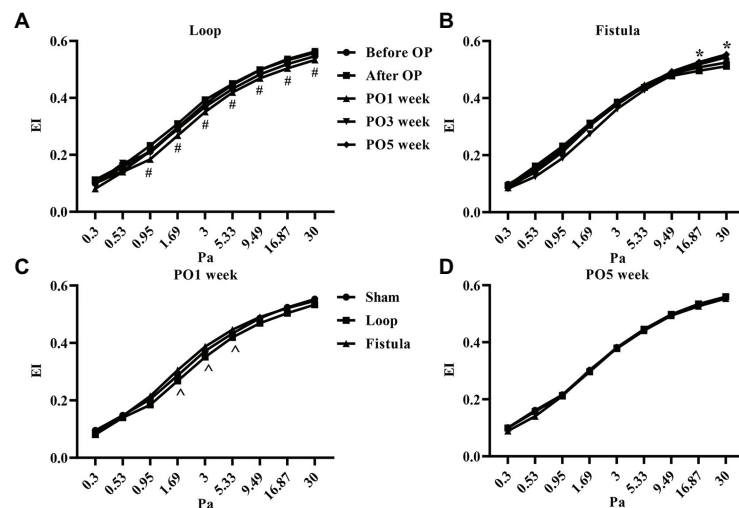 A
Loop
EI
0.6
0.4
0.2
0.0
0.3
0.53
0.95
1.69
3
5.33
9.49
16.87
30
Pa
# # # # # # # #
Before OP
After OP
PO1 week
PO3 week
PO5 week
B
Fistula
EI
0.6
0.4
0.2
0.0
0.3
0.53
0.95
1.69
3
5.33
9.49
16.87
30
Pa
* *
C
PO1 week
EI
0.6
0.4
0.2
0.0
0.3
0.53
0.95
1.69
3
5.33
9.49
16.87
30
Pa
^ ^ ^
Sham
Loop
Fistula
D
PO5 week
EI
0.6
0.4
0.2
0.0
0.3
0.53
0.95
1.69
3
5.33
9.49
16.87
30
Pa